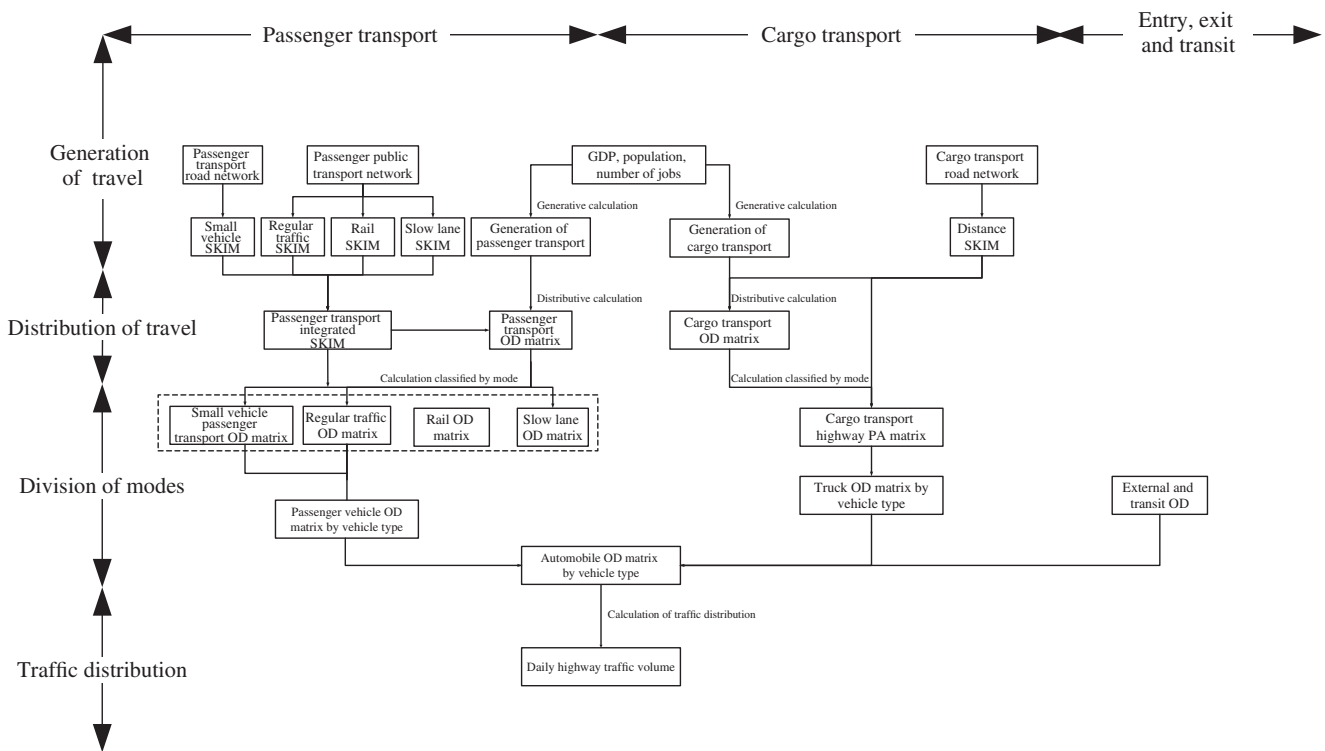 Passenger transport
Cargo transport
Entry, exit
and transit
Generation
of travel
Passenger
transport
road network
Passenger public
transport network
GDP, population,
number of jobs
Cargo transport
road network
Generative calculation
Generative calculation
Small
vehicle
SKIM
Regular
traffic
SKIM
Rail
SKIM
Slow lane
SKIM
Generation of
passenger transport
Generation of
cargo transport
Distance
SKIM
Distribution of travel
Distributive calculation
Distributive calculation
Passenger transport
integrated
SKIM
Passenger
transport
OD matrix
Cargo transport
OD matrix
Calculation classified by mode
Calculation classified by mode
Division of modes
Small vehicle
passenger
transport OD matrix
Regular traffic
OD matrix
Rail OD
matrix
Slow lane
OD matrix
Cargo transport
highway PA matrix
Passenger vehicle OD
matrix by vehicle type
Truck OD matrix by
vehicle type
External and
transit OD
Automobile OD matrix
by vehicle type
Calculation of traffic distribution
Traffic distribution
Daily highway traffic volume